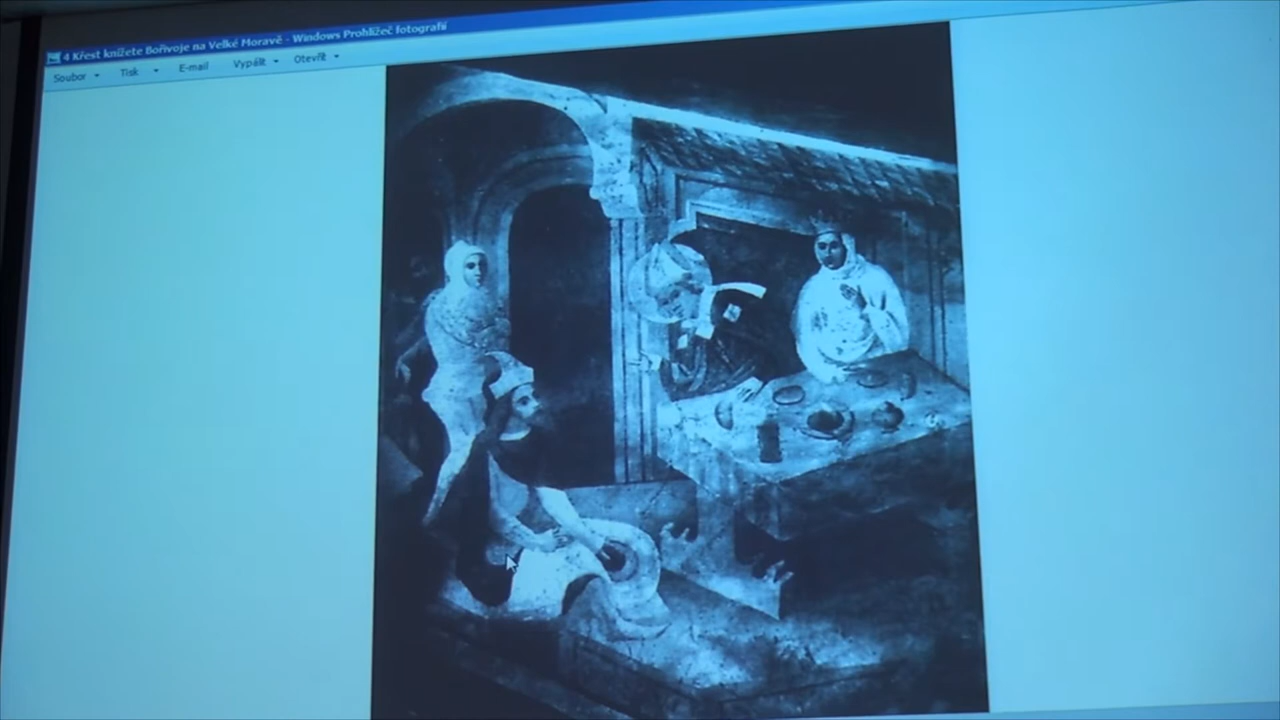 4 Křest knížete Bořivoje na Velké Moravě - Windows Prohlížeč fotografií
Soubor Tisk E-mail Vypálit Otevřít